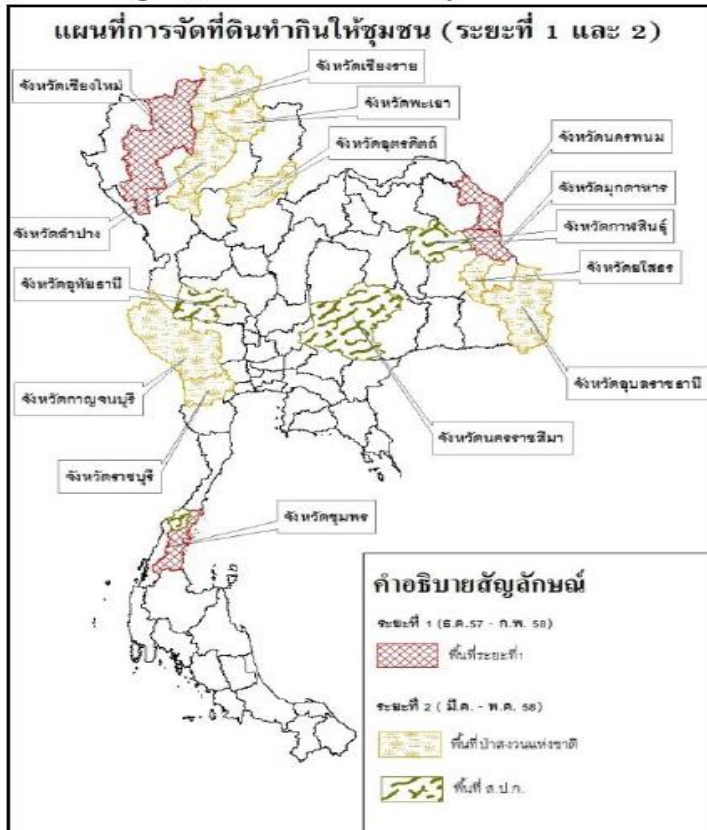 แผนที่การจัดที่ดินทำกินให้ชุมชน (ระยะที่ 1 และ 2)
จังหวัดเชียงราย
จังหวัดเชียงใหม่
จังหวัดพะเยา
จังหวัดอุตรดิตถ์
จังหวัดนครพนม
จังหวัดมุกดาหาร
จังหวัดกาฬสินธุ์
จังหวัดลำปาง
จังหวัดยโสธร
จังหวัดอุทัยธานี
จังหวัดอุบลราชธานี
จังหวัดกาญจนบุรี
จังหวัดนครราชสีมา
จังหวัดราชบุรี
จังหวัดชุมพร
คำอธิบายสัญลักษณ์
ระยะที่ 1 (ธ.ค.57 - ก.พ. 58)
พื้นที่ระยะที่1
ระยะที่ 2 ( มี.ค. - พ.ค. 58)
พื้นที่ป่าสงวนแห่งชาติ
พื้นที่ ส.ป.ก.